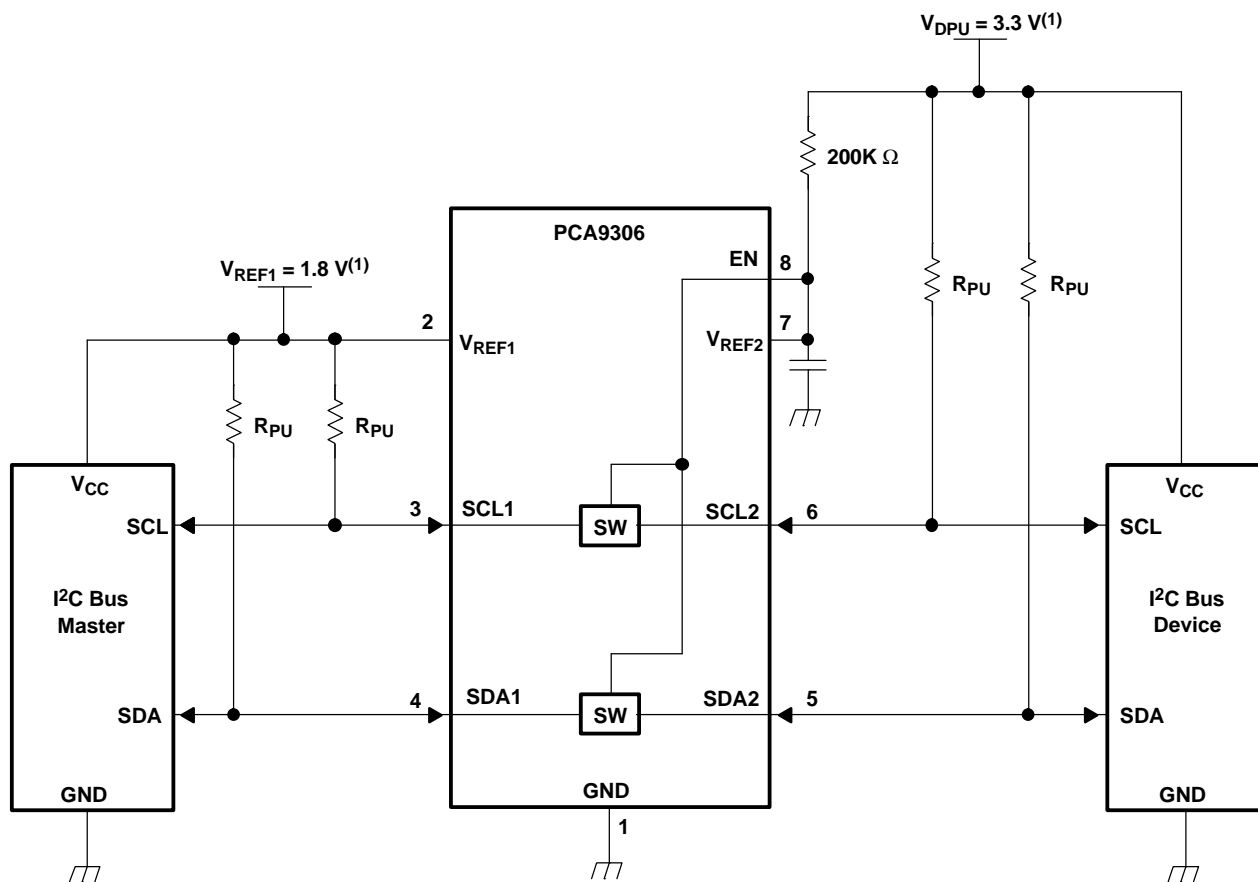 V_DPU = 3.3 V(1)
200K Ω
PCA9306
EN 8
V_REF1 = 1.8 V(1)
R_PU R_PU
2 7
V_REF1 V_REF2
R_PU R_PU
V_CC V_CC
SCL 3 SCL1 SW SCL2 6 SCL
I²C Bus
Master
I²C Bus
Device
SDA 4 SDA1 SW SDA2 5 SDA
GND GND GND
1